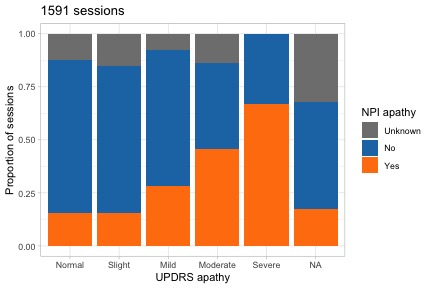 1591 sessions
1.00
0.75
0.50
0.25
0.00
Proportion of sessions
Normal Slight Mild Moderate Severe NA
UPDRS apathy
NPI apathy
Unknown
No
Yes